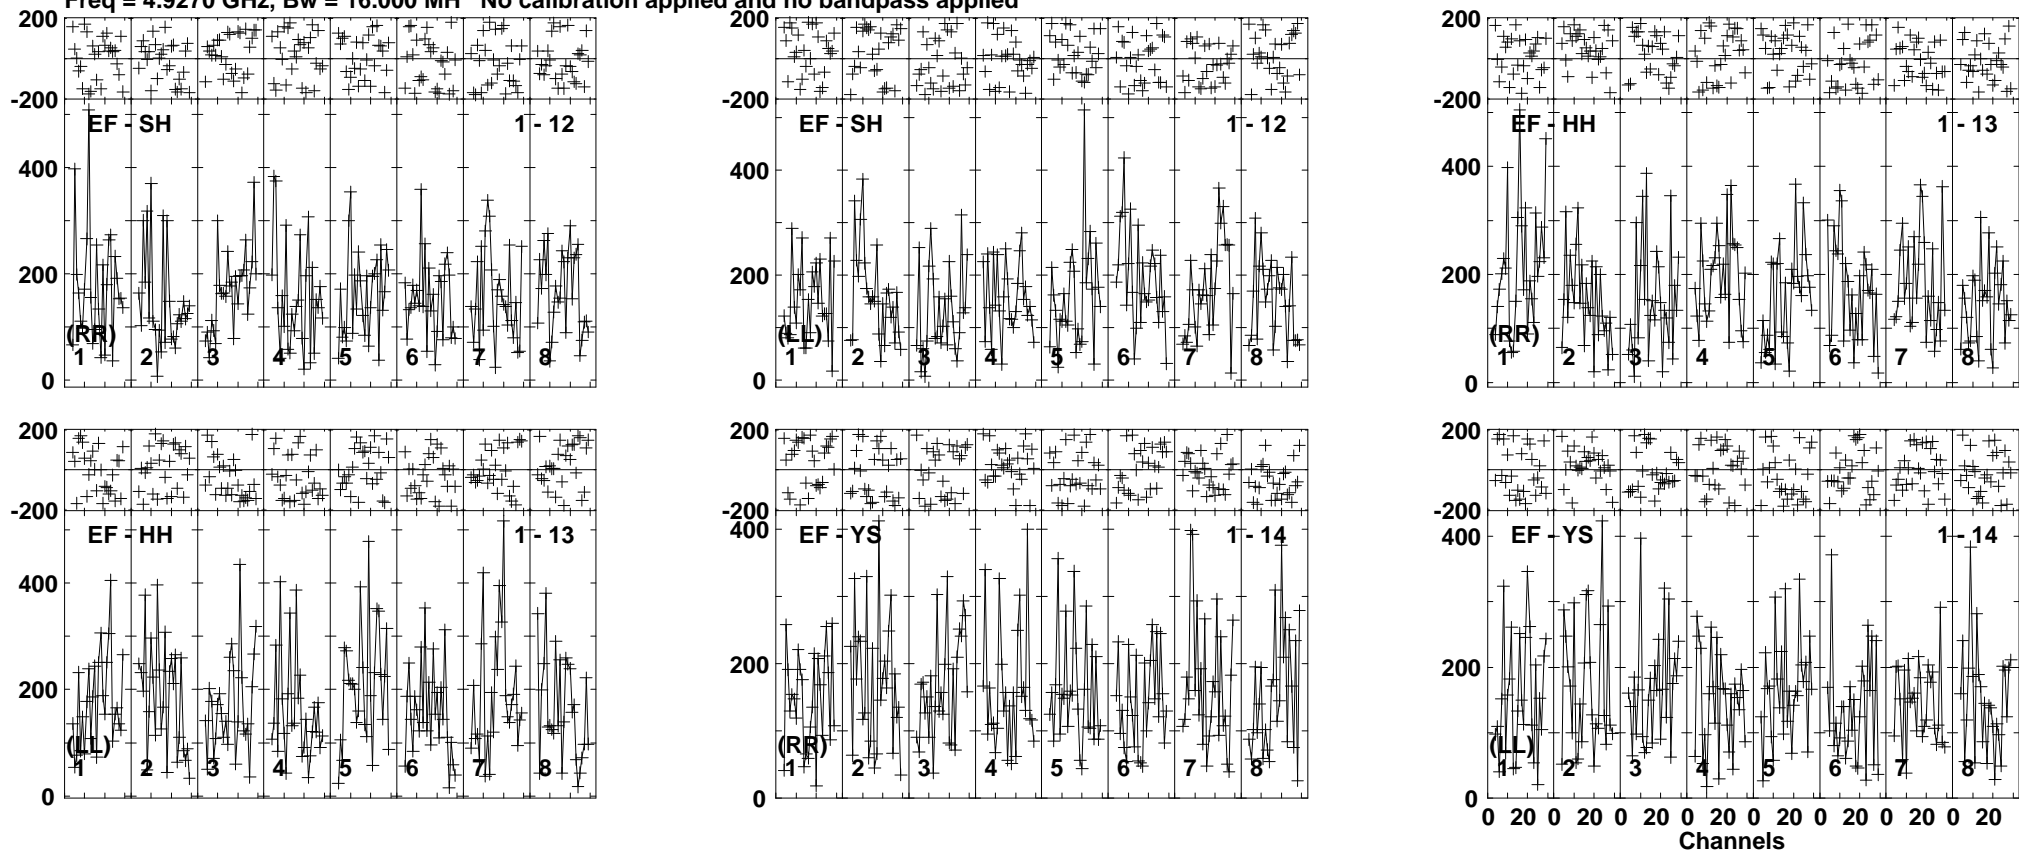 Freq = 4.9270 GHz, Bw = 16.000 MH No calibration applied and no bandpass applied
200
-200
EF - SH 1 - 12
400
200
(RR)
1 2 3 4 5 6 7 8
0
200
-200
EF - SH 1 - 12
400
200
(LL)
1 2 3 4 5 6 7 8
0
200
-200
EF - HH 1 - 13
400
200
(RR)
1 2 3 4 5 6 7 8
0
200
-200
EF - HH 1 - 13
400
200
(LL)
1 2 3 4 5 6 7 8
0
200
-200
400
EF - YS 1 - 14
200
(RR)
1 2 3 4 5 6 7 8
0
200
-200
400
EF - YS 1 - 14
200
(LL)
1 2 3 4 5 6 7 8
0
0 20 0 20 0 20 0 20 0 20 0 20 0 20 0 20
Channels